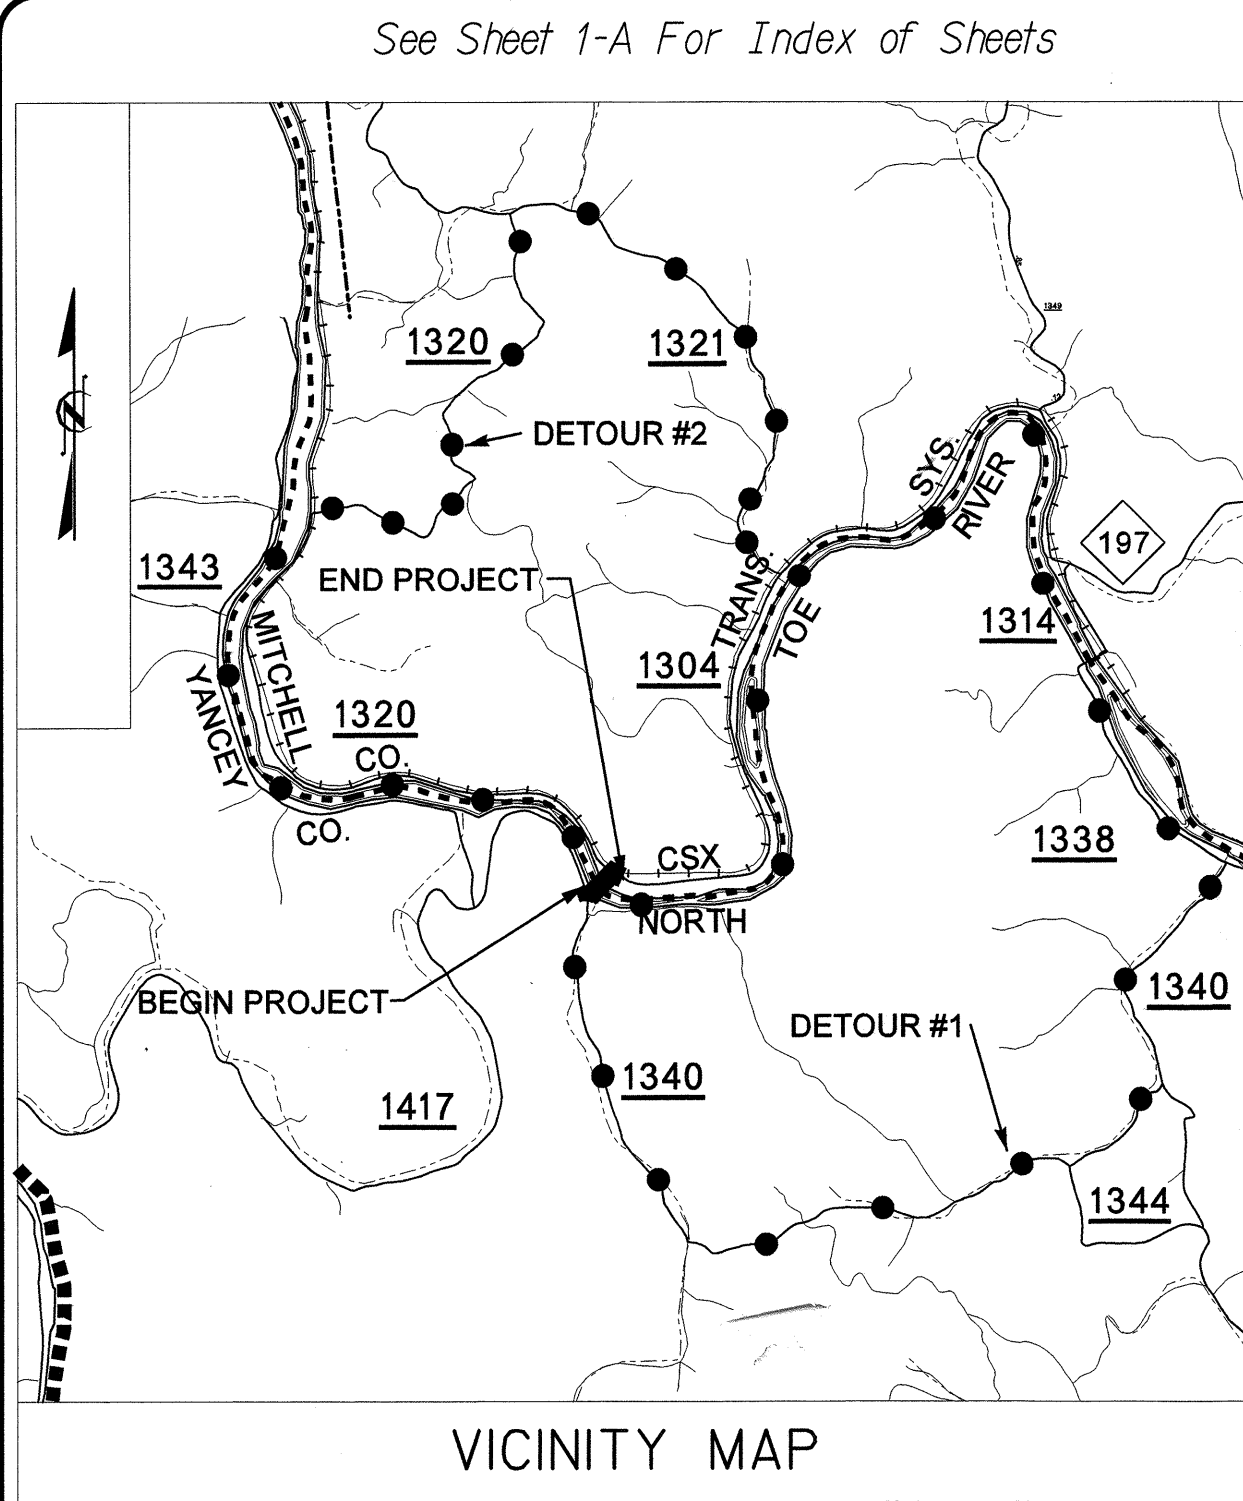 See Sheet 1-A For Index of Sheets
1349
1320
1321
DETOUR #2
SYS.
RIVER
197
1343
END PROJECT
TRANS.
TOE
1314
MITCHELL
1304
YANCEY
1320
CO.
CO.
CSX
1338
NORTH
BEGIN PROJECT
1340
DETOUR #1
1340
1417
1344
VICINITY MAP